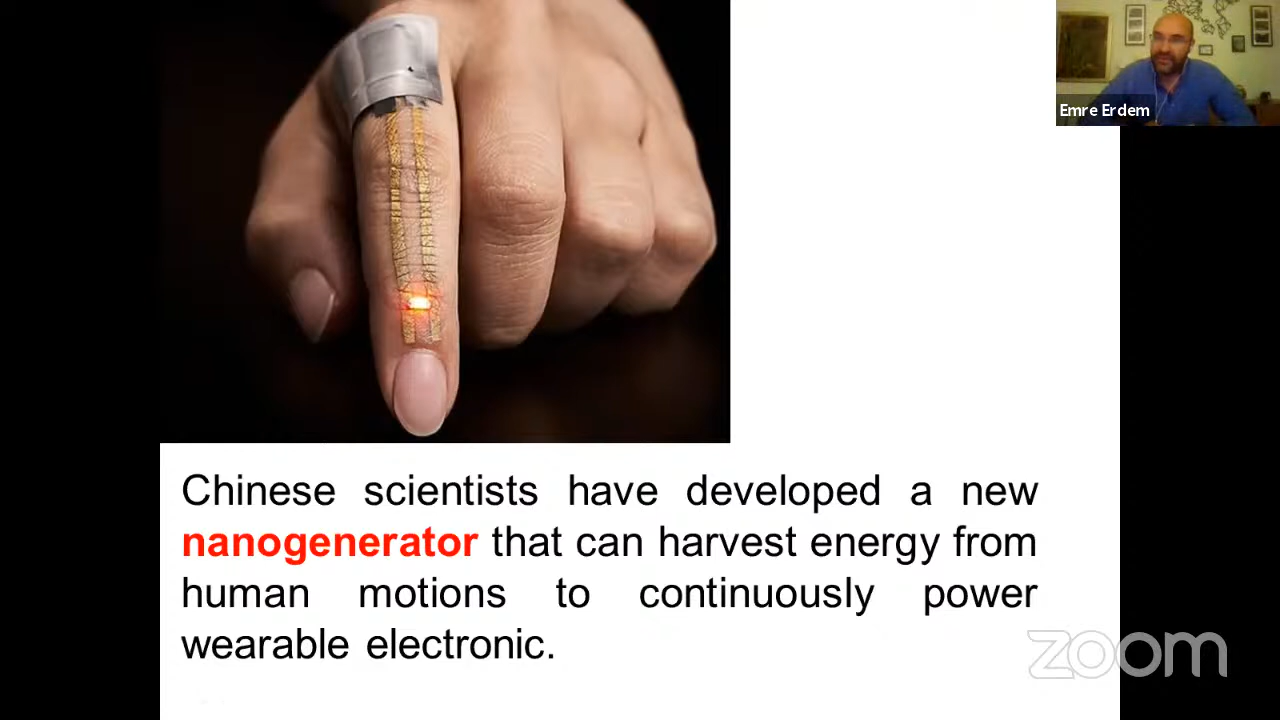 Emre Erdem
Chinese scientists have developed a new
nanogenerator that can harvest energy from
human motions to continuously power
wearable electronic.
zoom